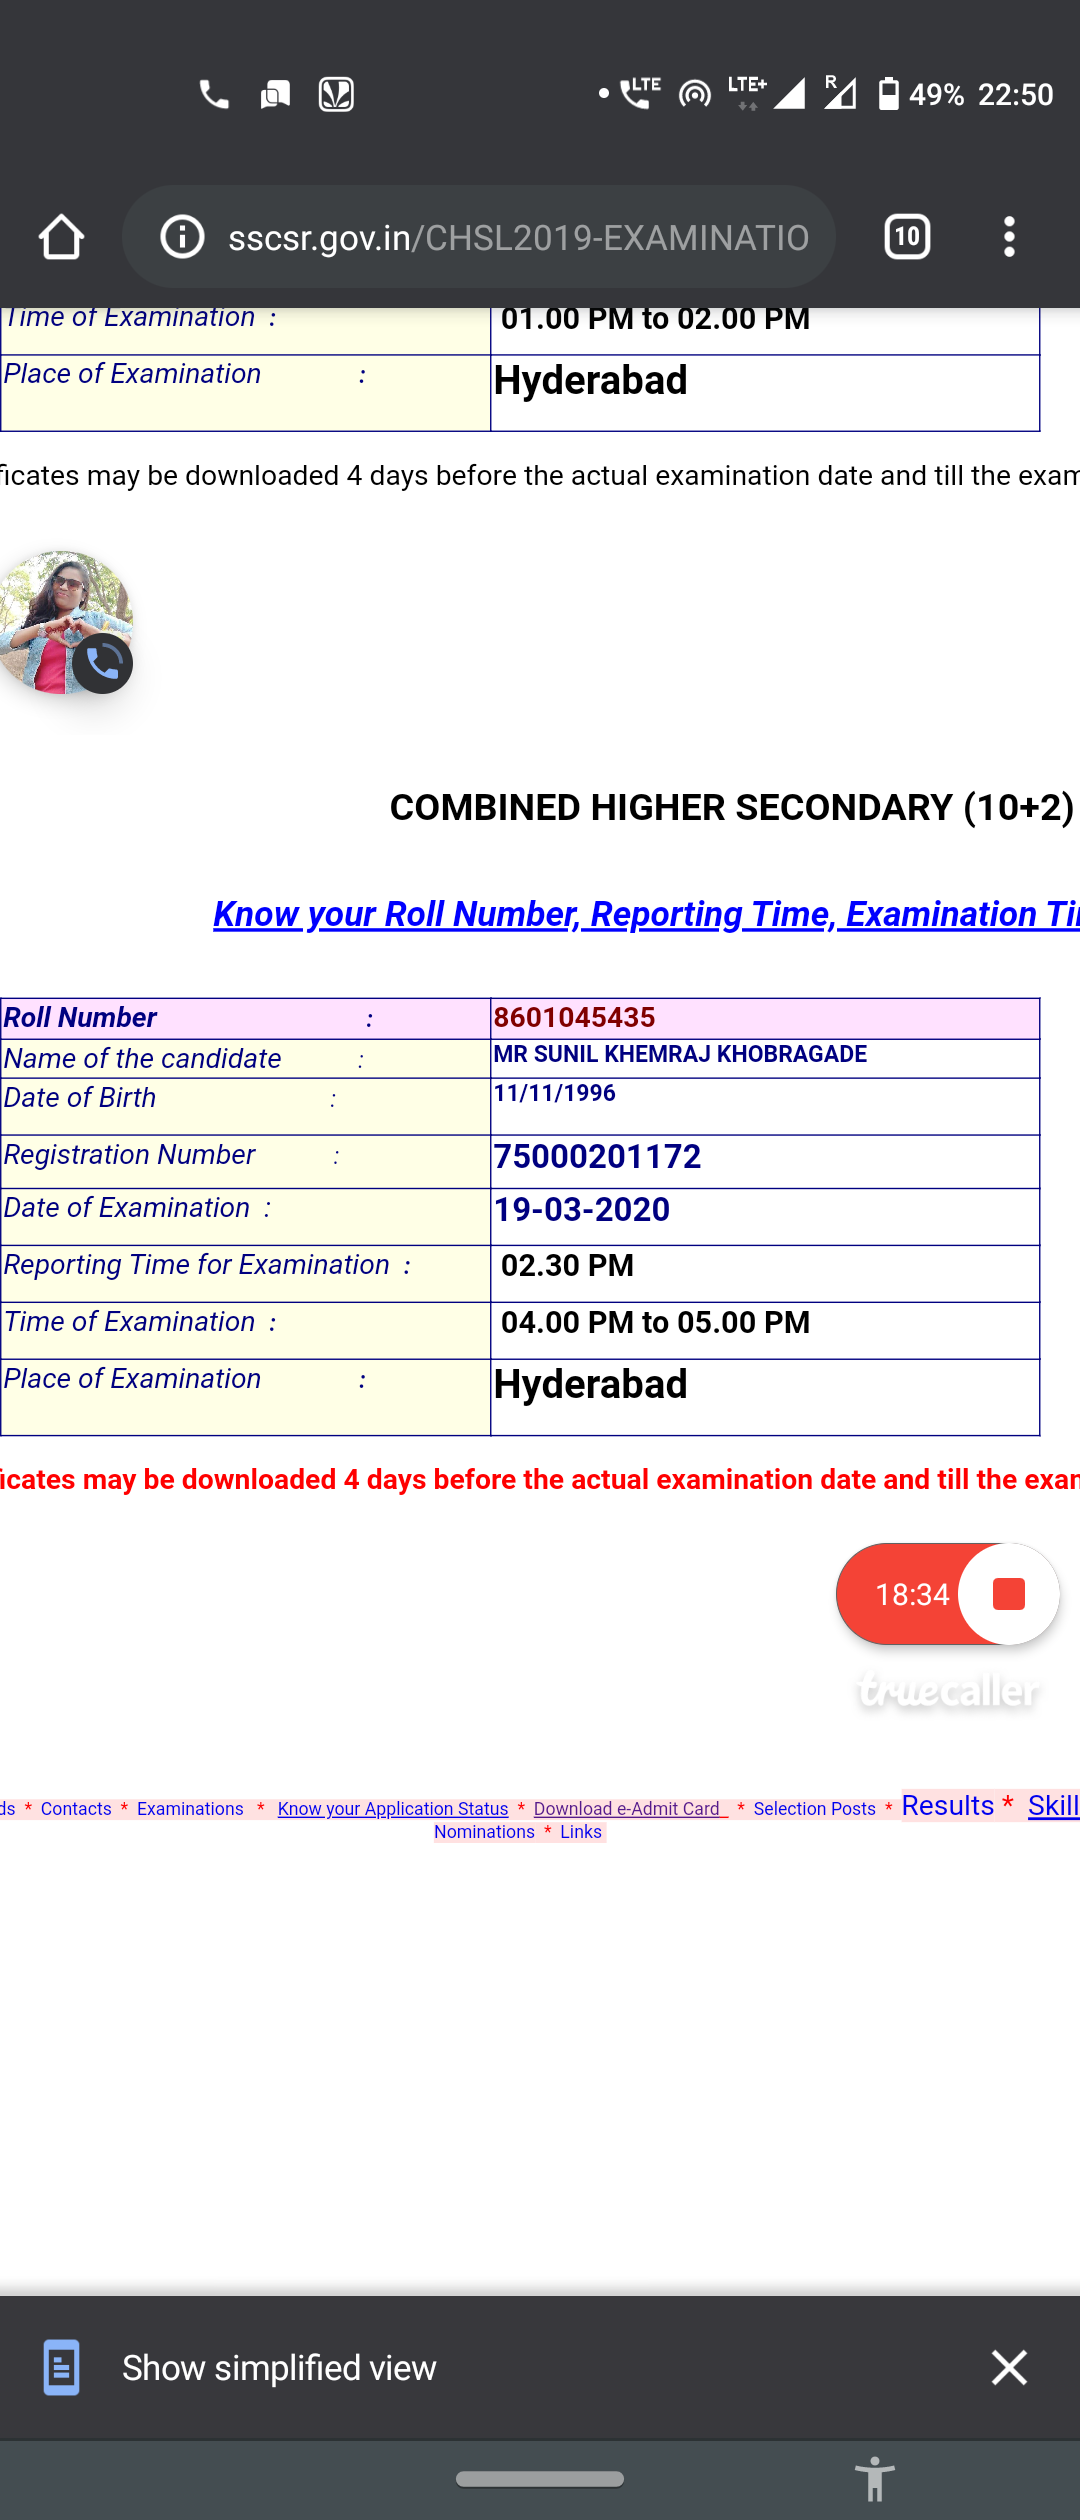 LTE LTE+ R 49% 22:50
sscsr.gov.in/CHSL2019-EXAMINATIO 10
Time of Examination : 01.00 PM to 02.00 PM
Place of Examination : Hyderabad
ficates may be downloaded 4 days before the actual examination date and till the exam
COMBINED HIGHER SECONDARY (10+2)
Know your Roll Number, Reporting Time, Examination Ti
Roll Number : 8601045435
Name of the candidate : MR SUNIL KHEMRAJ KHOBRAGADE
Date of Birth : 11/11/1996
Registration Number : 75000201172
Date of Examination : 19-03-2020
Reporting Time for Examination : 02.30 PM
Time of Examination : 04.00 PM to 05.00 PM
Place of Examination : Hyderabad
icates may be downloaded 4 days before the actual examination date and till the exam
18:34
truecaller
ds * Contacts * Examinations * Know your Application Status * Download e-Admit Card * Selection Posts * Results * Skill
Nominations * Links
Show simplified view